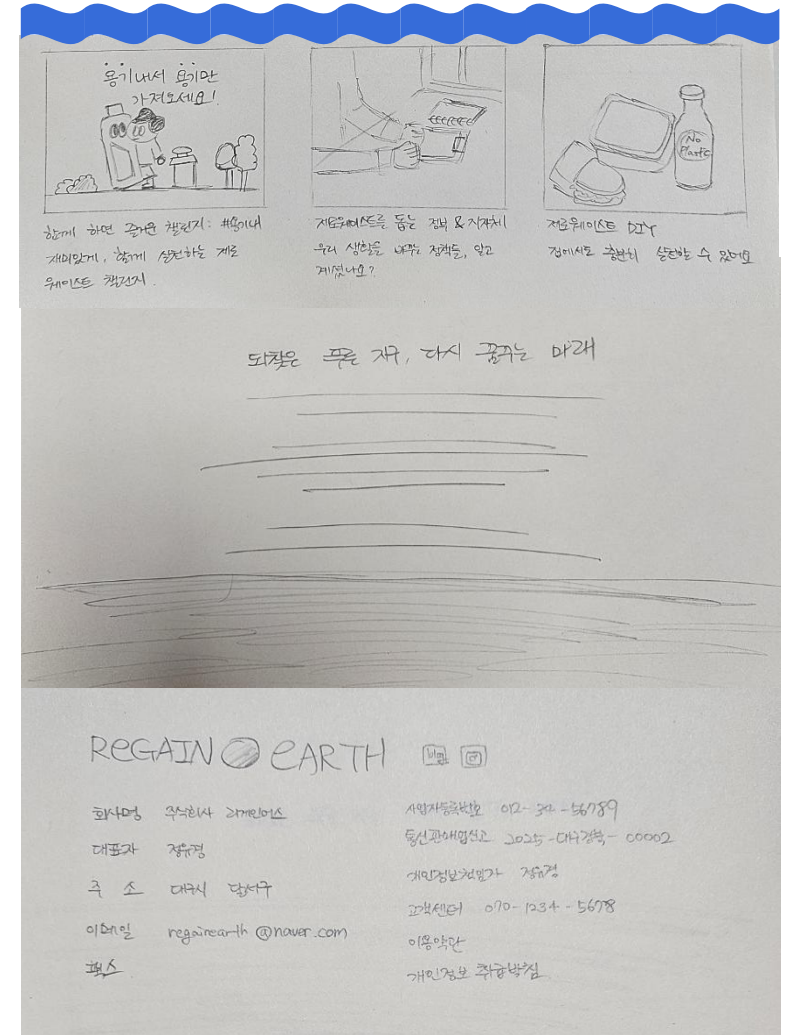 용기내서 용기만
가져오세요!
함께 하면 즐거운 챌린지: #용기내
재미있게, 함께 실천하는 제로
웨이스트 챌린지.
제로웨이스트를 돕는 정부 & 지자체
우리 생활을 바꾸는 정책들, 알고
계셨나요?
No
Plastic
제로웨이스트 DIY
집에서도 충분히 실천할 수 있어요
되찾은 푸른 지구, 다시 꿈꾸는 미래
REGAIN EARTH
blog
회사명 주식회사 리게인어스
대표자 정유경
주 소 대구시 달서구
이메일 regainearth@naver.com
팩스
사업자등록번호 012-34-56789
통신판매업신고 2025-대구경북-00002
개인정보책임자 정유경
고객센터 070-1234-5678
이용약관
개인정보 취급방침